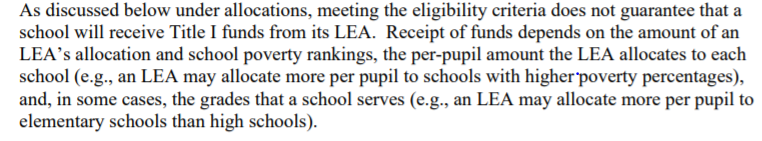 As discussed below under allocations, meeting the eligibility criteria does not guarantee that a
school will receive Title I funds from its LEA.  Receipt of funds depends on the amount of an
LEA’s allocation and school poverty rankings, the per-pupil amount the LEA allocates to each
school (e.g., an LEA may allocate more per pupil to schools with higher poverty percentages),
and, in some cases, the grades that a school serves (e.g., an LEA may allocate more per pupil to
elementary schools than high schools).